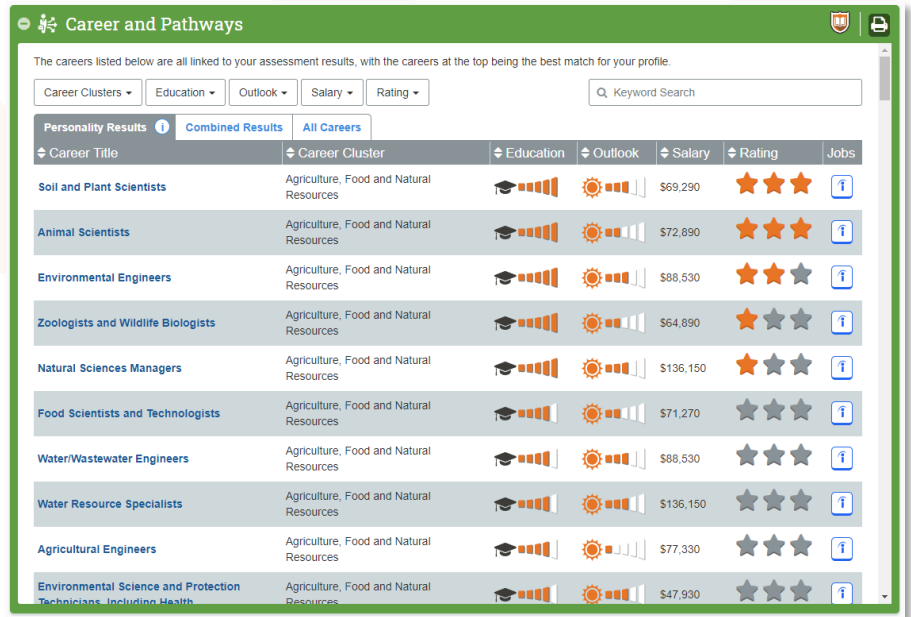 Career and Pathways
The careers listed below are all linked to your assessment results, with the careers at the top being the best match for your profile.
Career Clusters Education Outlook Salary Rating Keyword Search
Personality Results i Combined Results All Careers
Career Title Career Cluster Education Outlook Salary Rating Jobs
Soil and Plant Scientists Agriculture, Food and Natural $69,290
Resources
Animal Scientists Agriculture, Food and Natural $72,890
Resources
Environmental Engineers Agriculture, Food and Natural $88,530
Resources
Zoologists and Wildlife Biologists Agriculture, Food and Natural $64,890
Resources
Natural Sciences Managers Agriculture, Food and Natural $136,150
Resources
Food Scientists and Technologists Agriculture, Food and Natural $71,270
Resources
Water/Wastewater Engineers Agriculture, Food and Natural $88,530
Resources
Water Resource Specialists Agriculture, Food and Natural $136,150
Resources
Agricultural Engineers Agriculture, Food and Natural $77,330
Resources
Environmental Science and Protection Agriculture, Food and Natural $47,930
Technicians, Including Health Resources